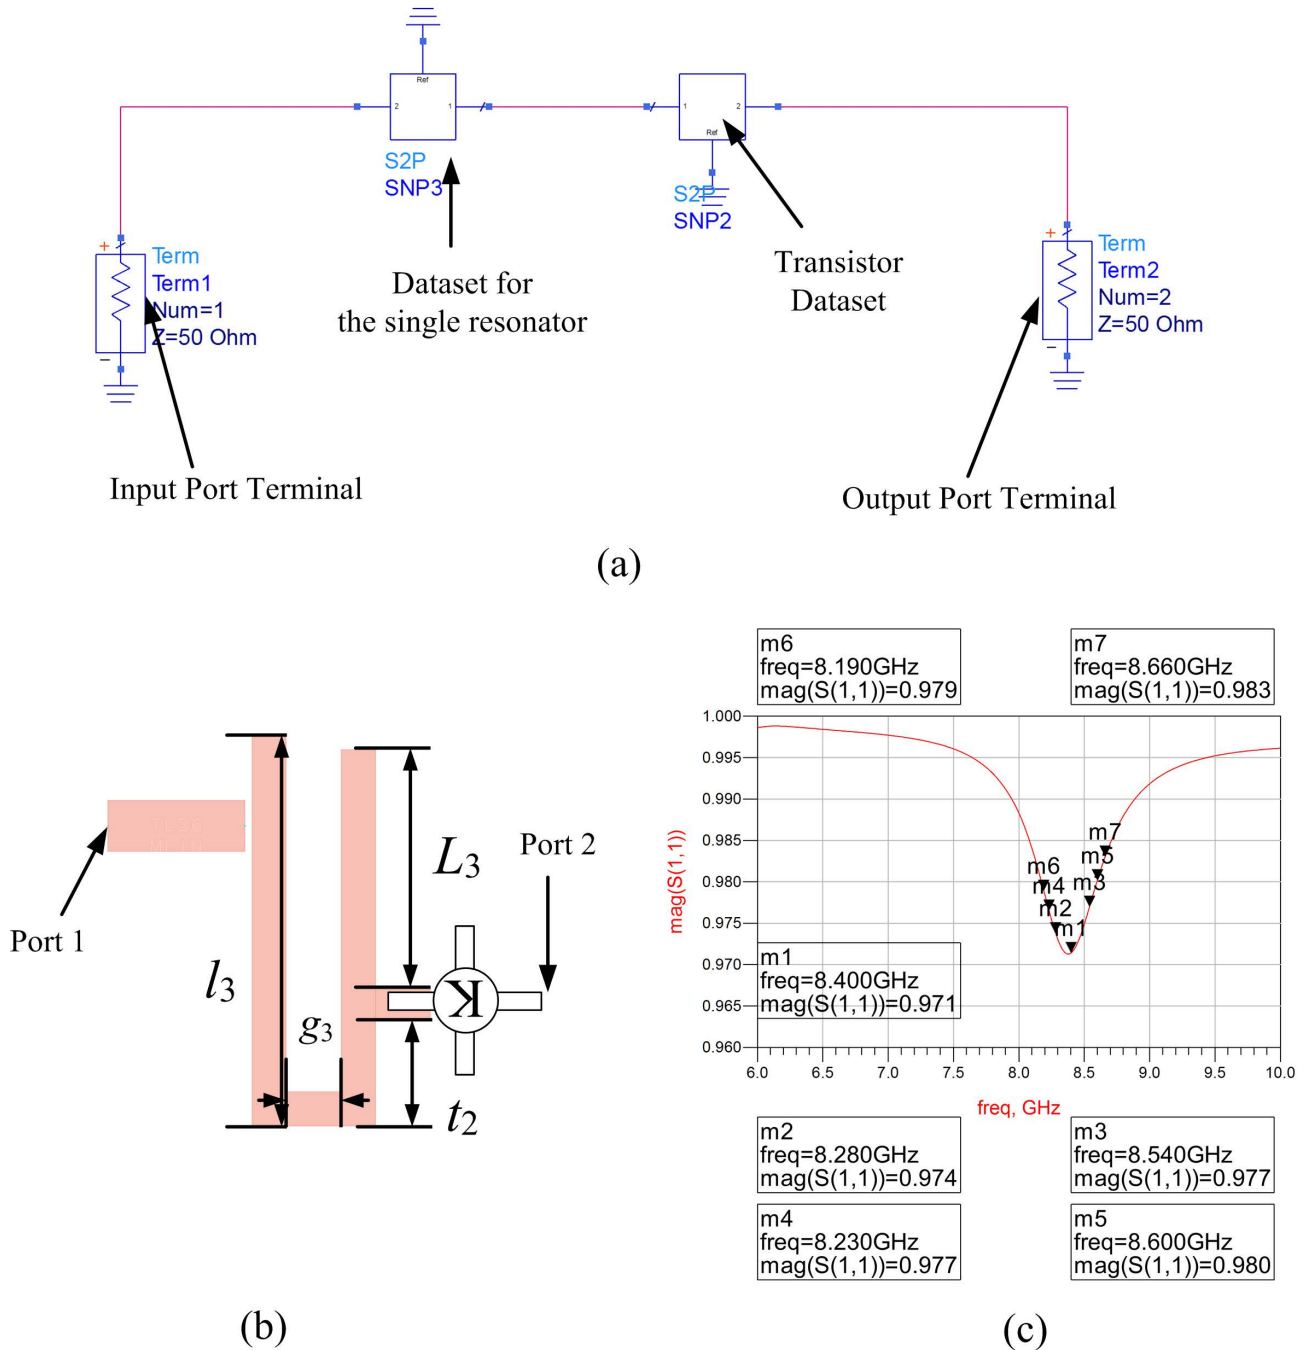 Ref
2
1
S2P
SNP3
1
2
Ref
S2P
SNP2
+
Term
Term1
Num=1
Z=50 Ohm
−
+
Term
Term2
Num=2
Z=50 Ohm
−
Dataset for
the single resonator
Transistor
Dataset
Input Port Terminal
Output Port Terminal
(a)
Port 1
l3
g3
L3
t2
K
Port 2
(b)
m6
freq=8.190GHz
mag(S(1,1))=0.979
m7
freq=8.660GHz
mag(S(1,1))=0.983
1.000
0.995
0.990
0.985
0.980
0.975
0.970
0.965
0.960
mag(S(1,1))
m7
m5
m6
m3
m4
m2
m1
m1
freq=8.400GHz
mag(S(1,1))=0.971
6.0 6.5 7.0 7.5 8.0 8.5 9.0 9.5 10.0
freq, GHz
m2
freq=8.280GHz
mag(S(1,1))=0.974
m3
freq=8.540GHz
mag(S(1,1))=0.977
m4
freq=8.230GHz
mag(S(1,1))=0.977
m5
freq=8.600GHz
mag(S(1,1))=0.980
(c)